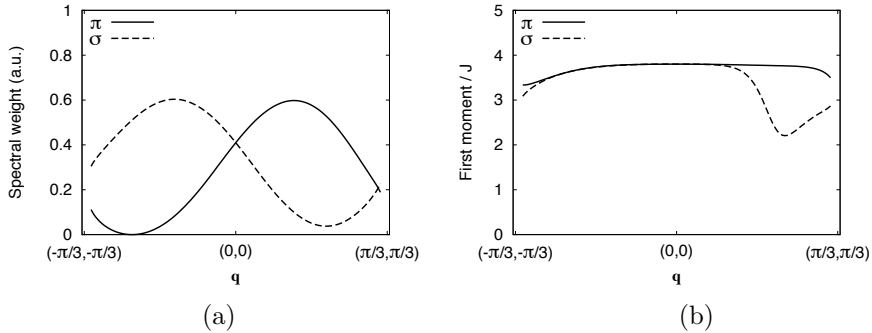 π
σ
Spectral weight (a.u.)
1
0.8
0.6
0.4
0.2
0
(-π/3,-π/3)
(0,0)
(π/3,π/3)
q
(a)
π
σ
First moment / J
5
4
3
2
1
0
(-π/3,-π/3)
(0,0)
(π/3,π/3)
q
(b)